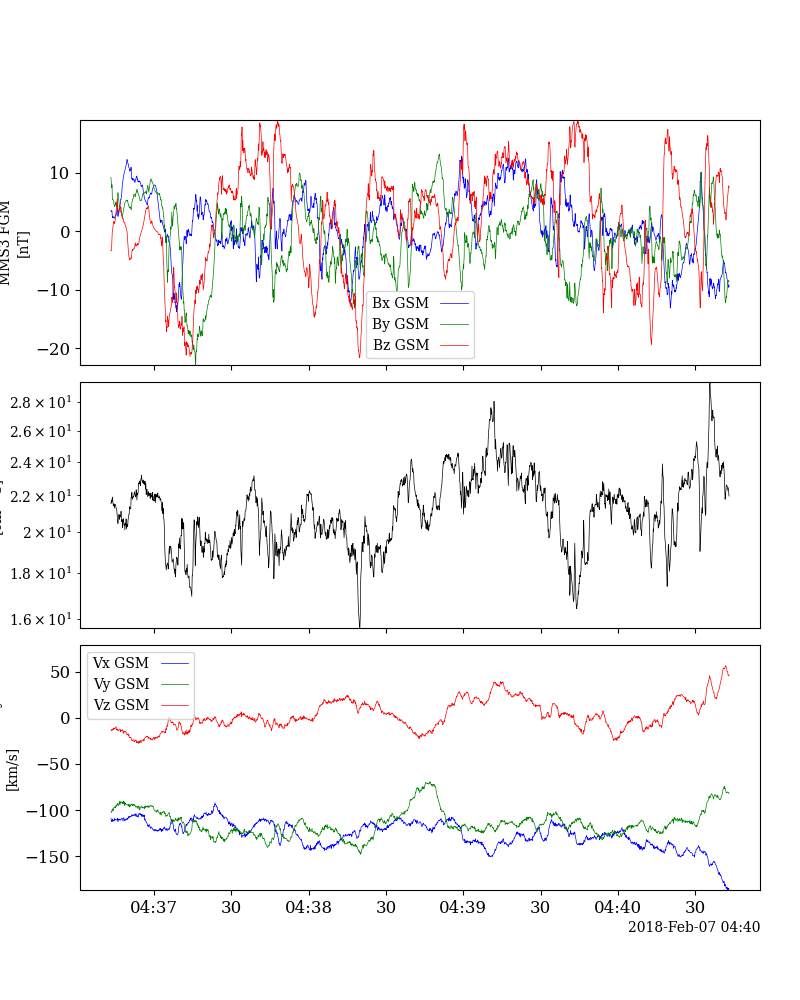 10
0
−10
−20
MMS3 FGM
[nT]
Bx GSM
By GSM
Bz GSM
2.8 × 10¹
2.6 × 10¹
2.4 × 10¹
2.2 × 10¹
2 × 10¹
1.8 × 10¹
1.6 × 10¹
Vx GSM
Vy GSM
Vz GSM
50
0
−50
−100
−150
[km/s]
04:37 30 04:38 30 04:39 30 04:40 30
2018-Feb-07 04:40